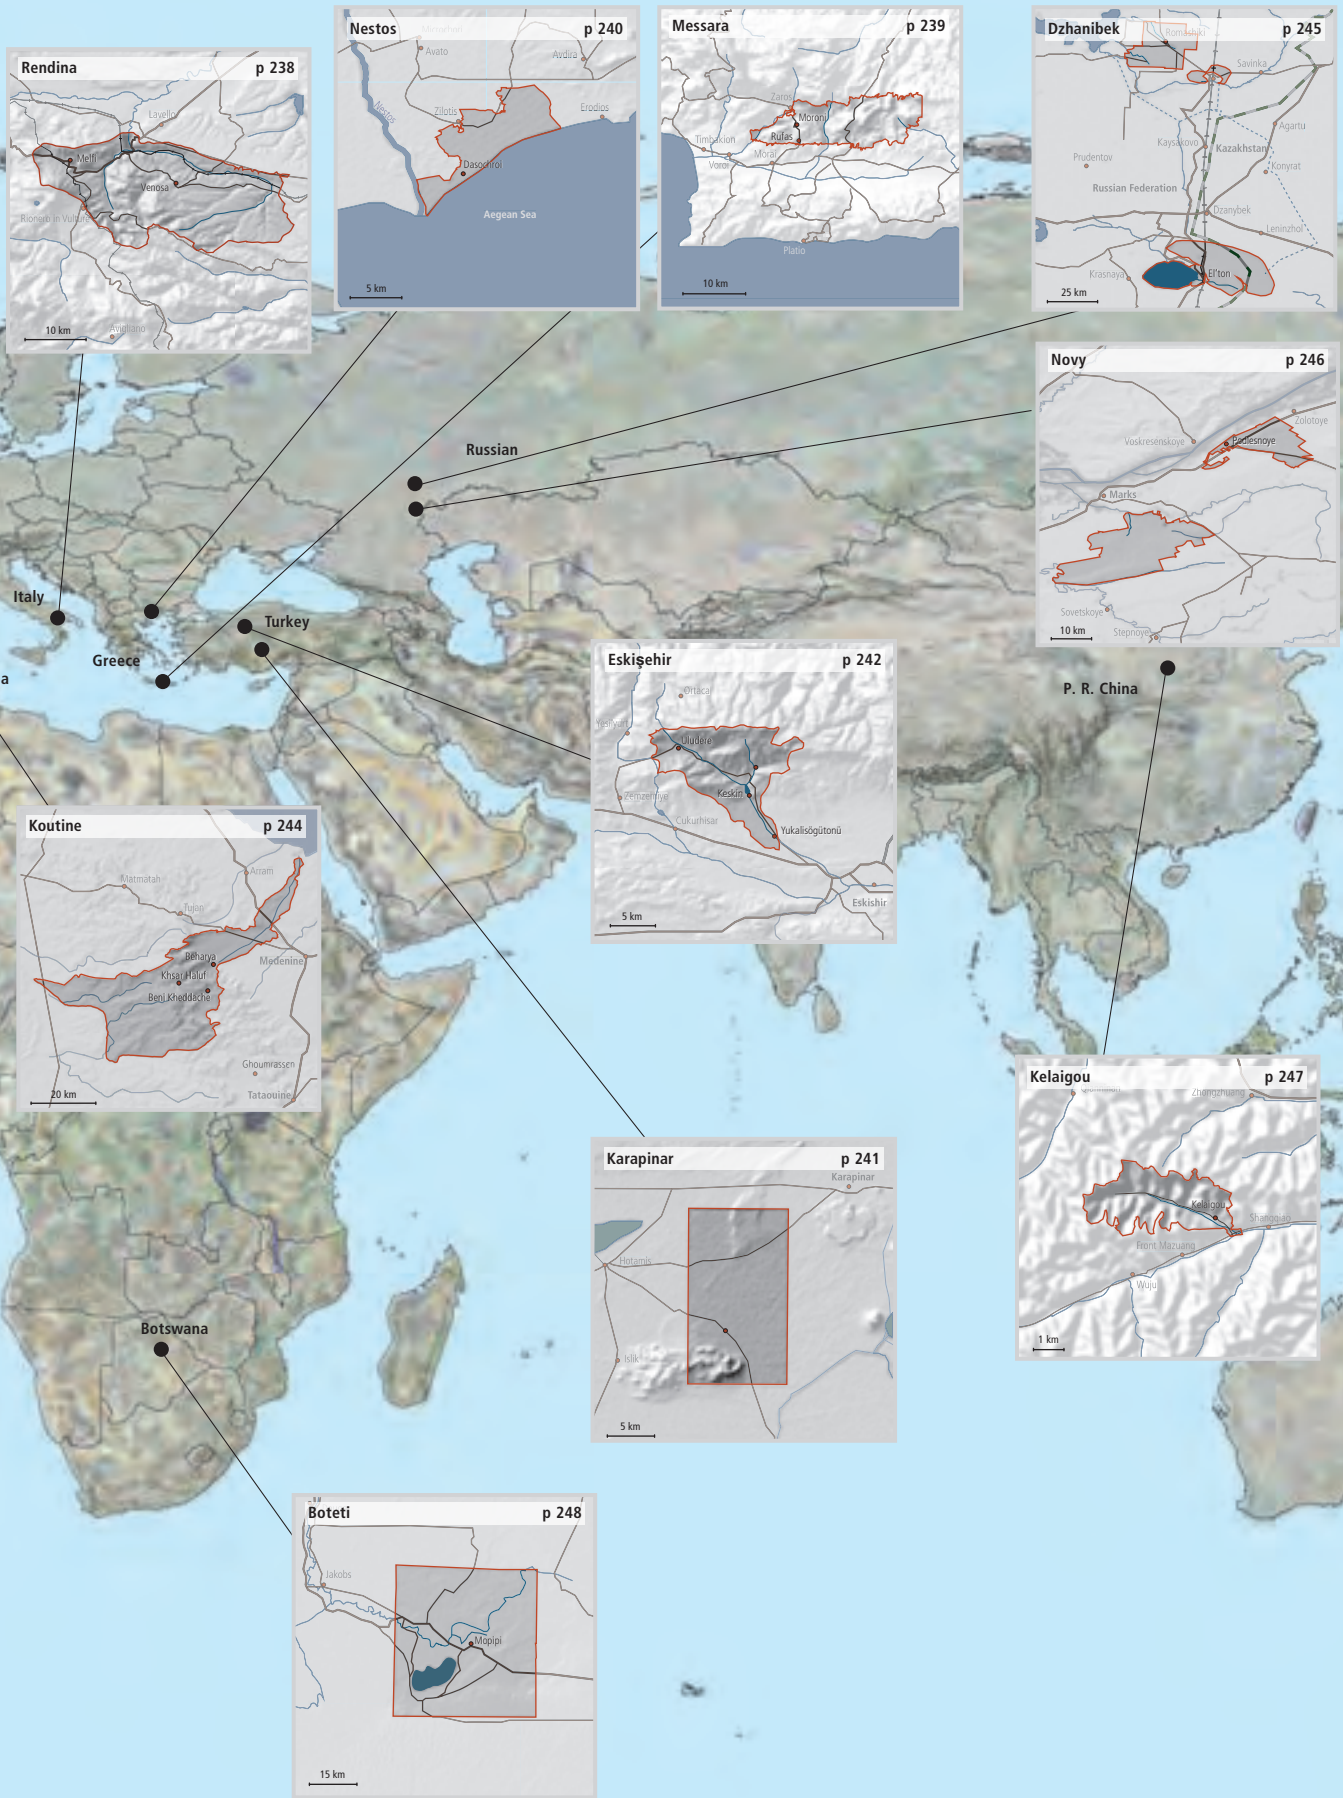 Rendina p 238
Lavello
Melfi
Venosa
Rionero in Vulture
Avigliano
10 km
Nestos p 240
Avato
Avdira
Nestos
Zilotis
Erodios
Dasochroi
Aegean Sea
5 km
Messara p 239
Zaros
Moroni
Rufas
Timbakion
Voror
Morai
Platio
10 km
Dzhanibek p 245
Romashki
Savinka
Agartu
Kaysakovo
Kazakhstan
Prudentov
Konyrat
Russian Federation
Dzanybek
Leninzhol
Krasnaya
El'ton
25 km
Novy p 246
Zolotoye
Voskresenskoye
Podlesnoye
Marks
Sovetskoye
Stepnoye
10 km
Russian
Italy
Greece
Turkey
a
P. R. China
Eskişehir p 242
Ortacar
Uludere
Zemzemiye
Keskin
Cukurhisar
Yukalisögütonü
Eskishir
5 km
Koutine p 244
Arram
Matmatah
Tujan
Beharya
Medenine
Khsar Haluf
Beni Kheddache
Ghoumrassen
Tataouine
20 km
Kelaigou p 247
Zhongzhuang
Kelaigou
Shangqiao
Front Mazuang
Wuju
1 km
Karapinar p 241
Karapinar
Hotamis
Islik
5 km
Botswana
Boteti p 248
Jakobs
Mopipi
15 km